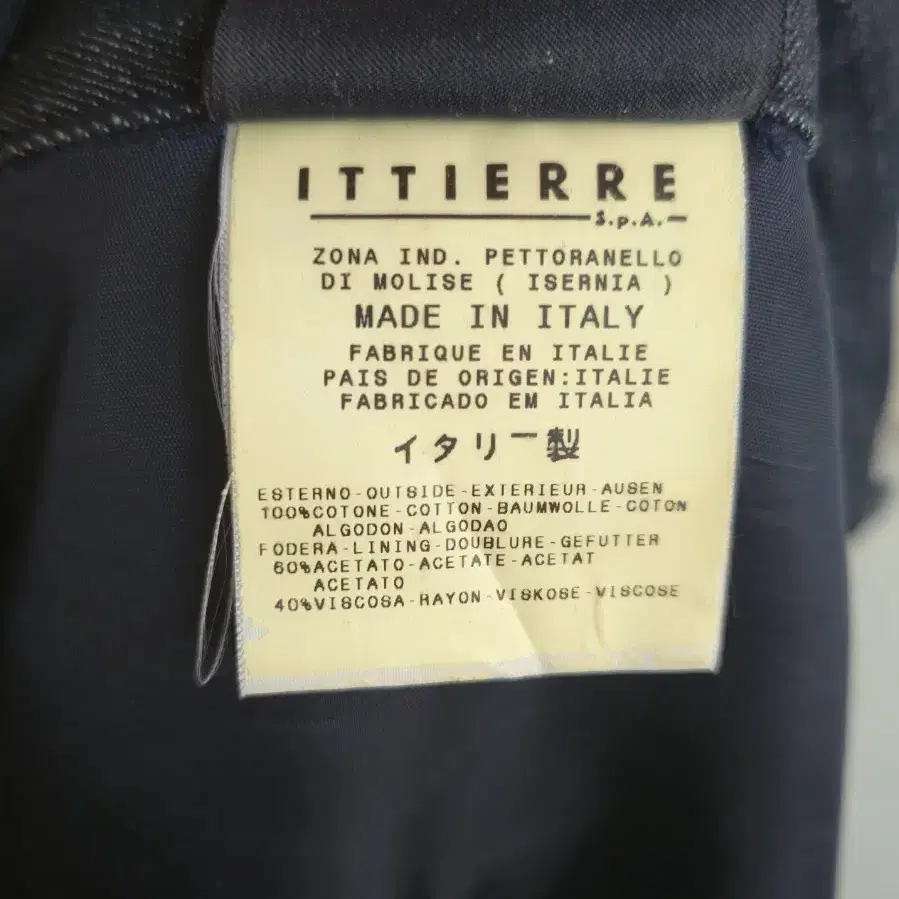 ITTIERRE
S.p.A.
ZONA IND. PETTORANELLO
DI MOLISE ( ISERNIA )
MADE IN ITALY
FABRIQUE EN ITALIE
PAIS DE ORIGEN:ITALIE
FABRICADO EM ITALIA
イタリー製
ESTERNO-OUTSIDE-EXTERIEUR-AUSEN
100%COTONE-COTTON-BAUMWOLLE-COTON
ALGODON-ALGODAO
FODERA-LINING-DOUBLURE-GEFUTTER
60%ACETATO-ACETATE-ACETAT
ACETATO
40%VISCOSA-RAYON-VISKOSE-VISCOSE